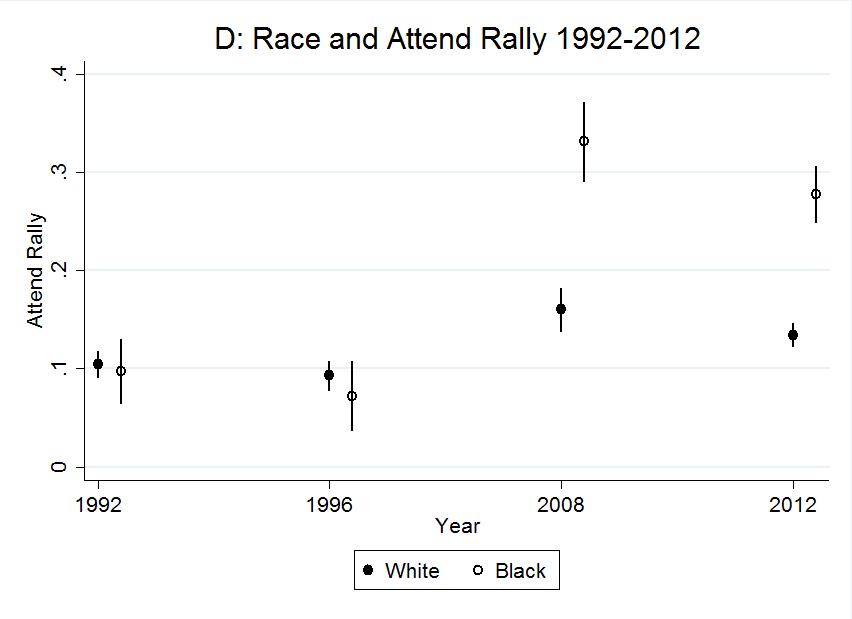 D: Race and Attend Rally 1992-2012
Attend Rally
.4
.3
.2
.1
0
1992 1996 2008 2012
Year
White Black